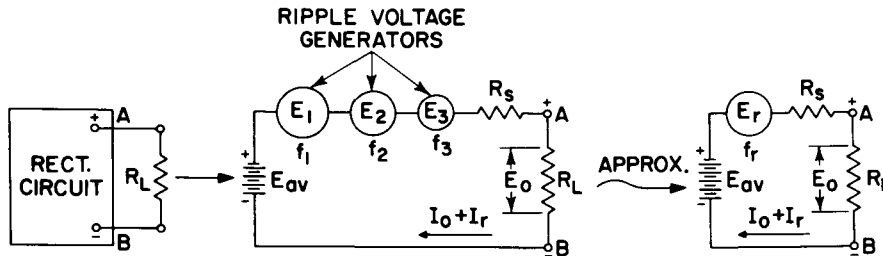 RIPPLE VOLTAGE
GENERATORS
+ A
RECT.
CIRCUIT
R_L
- B
E_1 E_2 E_3 R_s + A
f_1 f_2 f_3
+
E_av
-
E_o R_L
I_o+I_r
B
-
APPROX.
E_r R_s + A
f_r
+
E_av
-
E_o
I_o+I_r
B
-